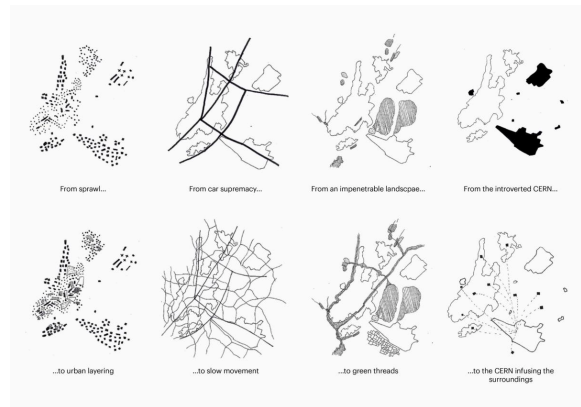 From sprawl...
From car supremacy...
From an impenetrable landscpae...
From the introverted CERN...
...to urban layering
...to slow movement
...to green threads
...to the CERN infusing the
surroundings